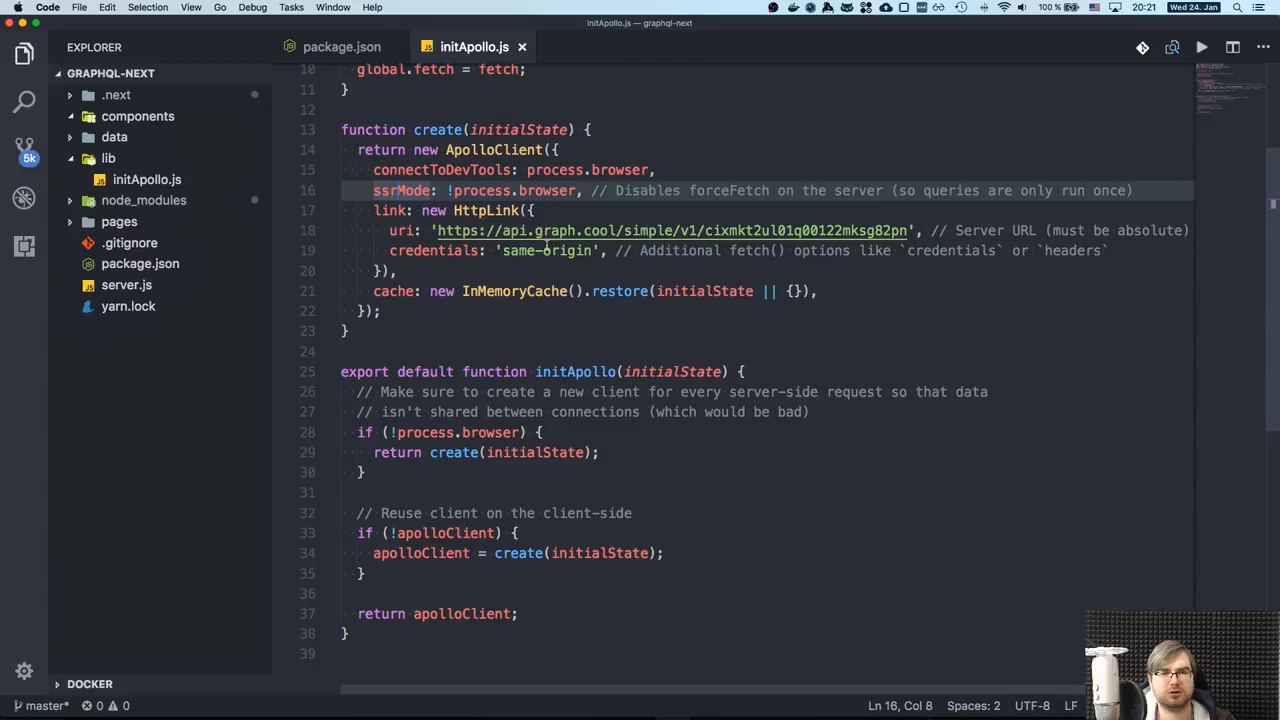 Code File Edit Selection View Go Debug Tasks Window Help 100 % 20:21 Wed 24. Jan
initApollo.js — graphql-next
EXPLORER
package.json
initApollo.js
GRAPHQL-NEXT
.next
components
data
lib
initApollo.js
node_modules
pages
.gitignore
package.json
server.js
yarn.lock
DOCKER
5k
10 global.fetch = fetch;
11 }
12
13 function create(initialState) {
14 return new ApolloClient({
15 connectToDevTools: process.browser,
16 ssrMode: !process.browser, // Disables forceFetch on the server (so queries are only run once)
17 link: new HttpLink({
18 uri: 'https://api.graph.cool/simple/v1/cixmkt2ul01q00122mksg82pn', // Server URL (must be absolute)
19 credentials: 'same-origin', // Additional fetch() options like `credentials` or `headers`
20 }),
21 cache: new InMemoryCache().restore(initialState || {}),
22 });
23 }
24
25 export default function initApollo(initialState) {
26 // Make sure to create a new client for every server-side request so that data
27 // isn't shared between connections (which would be bad)
28 if (!process.browser) {
29 return create(initialState);
30 }
31
32 // Reuse client on the client-side
33 if (!apolloClient) {
34 apolloClient = create(initialState);
35 }
36
37 return apolloClient;
38 }
39
master* 0 0 Ln 16, Col 8 Spaces: 2 UTF-8 LF